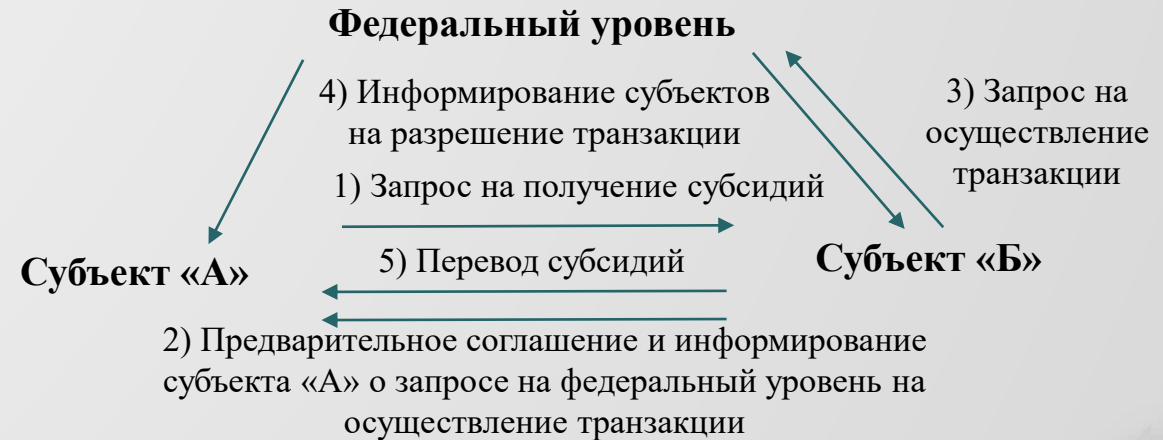 Федеральный уровень
4) Информирование субъектов
на разрешение транзакции
3) Запрос на
осуществление
транзакции
1) Запрос на получение субсидий
Субъект «А»
5) Перевод субсидий
Субъект «Б»
2) Предварительное соглашение и информирование
субъекта «А» о запросе на федеральный уровень на
осуществление транзакции